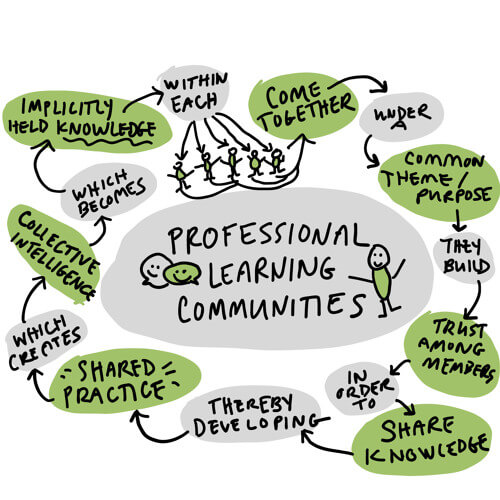 PROFESSIONAL
LEARNING
COMMUNITIES
COME
TOGETHER
UNDER
A
COMMON
THEME /
PURPOSE
THEY
BUILD
TRUST
AMONG
MEMBERS
IN
ORDER
TO
SHARE
KNOWLEDGE
THEREBY
DEVELOPING
SHARED
PRACTICE
WHICH
CREATES
COLLECTIVE
INTELLIGENCE
WHICH
BECOMES
IMPLICITLY
HELD KNOWLEDGE
WITHIN
EACH